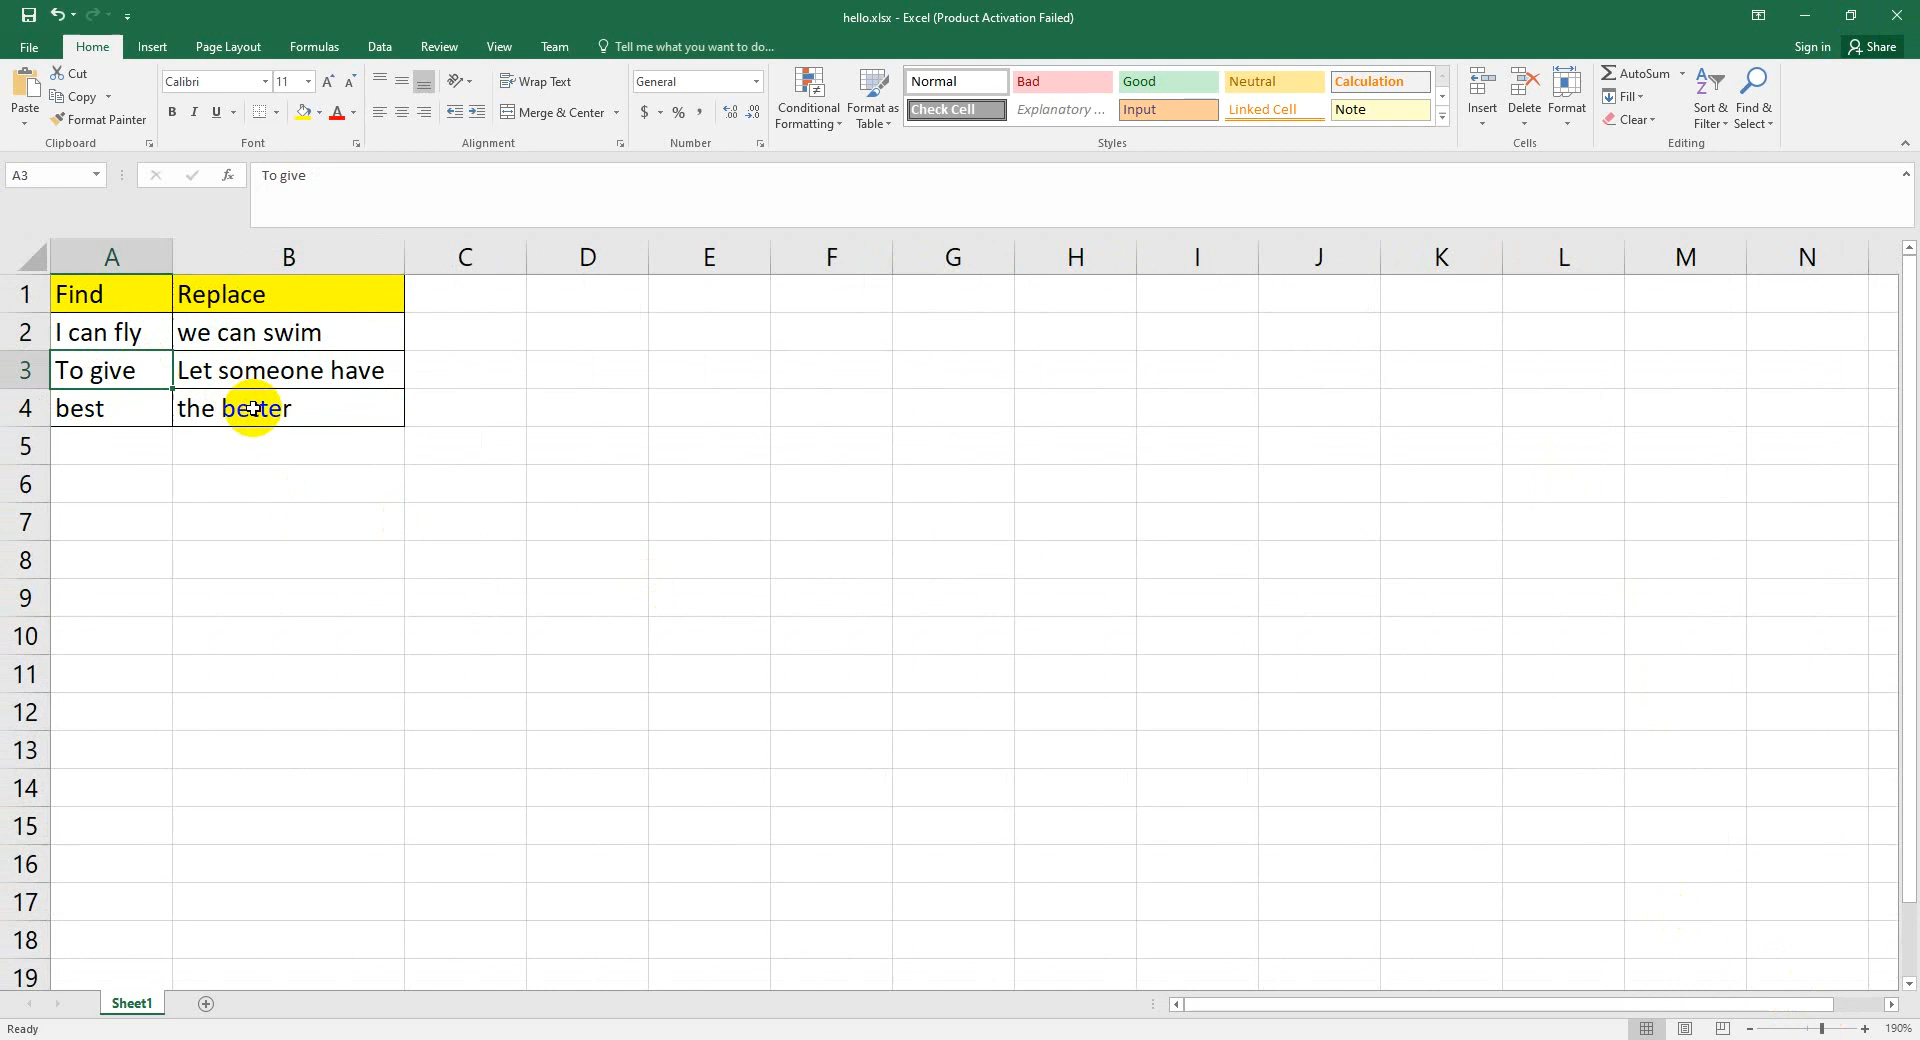 hello.xlsx - Excel (Product Activation Failed)
File Home Insert Page Layout Formulas Data Review View Team Tell me what you want to do... Sign in Share
Paste
Cut
Copy
Format Painter
Clipboard
Calibri 11
B I U
Font
Wrap Text
Merge & Center
Alignment
General
$ % ,
Number
Conditional Formatting
Format as Table
Normal Bad Good Neutral Calculation
Check Cell Explanatory ... Input Linked Cell Note
Styles
Insert Delete Format
Cells
AutoSum
Fill
Clear
Sort & Filter
Find & Select
Editing
A3 fx To give
A B C D E F G H I J K L M N
1 Find Replace
2 I can fly we can swim
3 To give Let someone have
4 best the better
5
6
7
8
9
10
11
12
13
14
15
16
17
18
19
Sheet1
Ready 190%